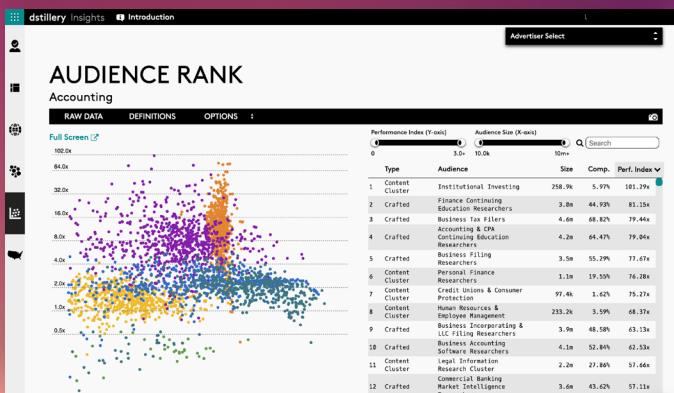 dstillery Insights Introduction
Advertiser Select
AUDIENCE RANK
Accounting
RAW DATA DEFINITIONS OPTIONS
Full Screen
Performance Index (Y-axis) Audience Size (X-axis)
Search
0 3.0+ 10.0k 10m+
102.0x
64.0x
32.0x
16.0x
8.0x
4.0x
2.0x
1.0x
0.5x
Type Audience Size Comp. Perf. Index
1 Content Cluster Institutional Investing 258.9k 5.97% 101.29x
2 Crafted Finance Continuing Education Researchers 3.0m 44.93% 81.15x
3 Crafted Business Tax Filers 4.6m 68.82% 79.44x
4 Crafted Accounting & CPA Continuing Education Researchers 4.2m 64.47% 79.04x
5 Crafted Business Filing Researchers 3.5m 55.29% 77.67x
6 Content Cluster Personal Finance Researchers 1.1m 19.55% 76.28x
7 Content Cluster Credit Unions & Consumer Protection 97.4k 1.62% 75.27x
8 Content Cluster Human Resources & Employee Management 233.2k 3.59% 68.37x
9 Crafted Business Incorporating & LLC Filing Researchers 3.9m 48.58% 63.13x
10 Crafted Business Accounting Software Researchers 4.1m 52.84% 62.53x
11 Content Cluster Legal Information Research Cluster 2.2m 27.86% 57.66x
12 Crafted Commercial Banking Market Intelligence 3.6m 43.62% 57.11x